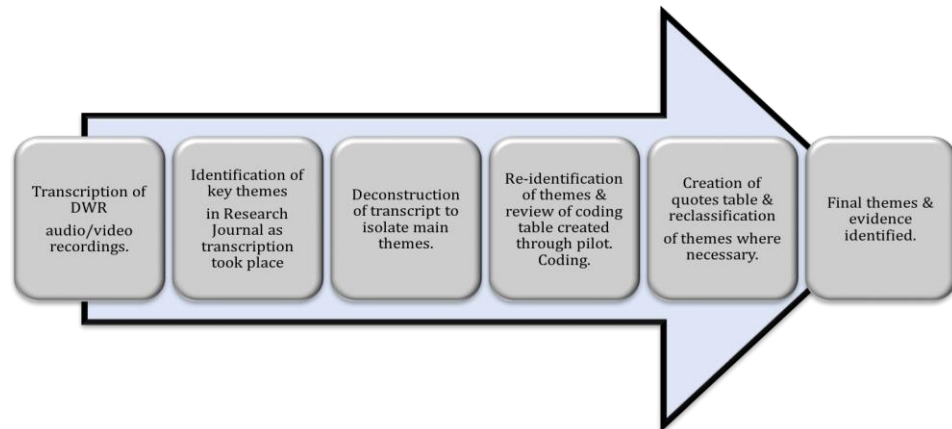 Transcription of
DWR
audio/video
recordings.
Identification of
key themes
in Research
Journal as
transcription
took place
Deconstruction
of transcript to
isolate main
themes.
Re-identification
of themes &
review of coding
table created
through pilot.
Coding.
Creation of
quotes table &
reclassification
of themes where
necessary.
Final themes &
evidence
identified.